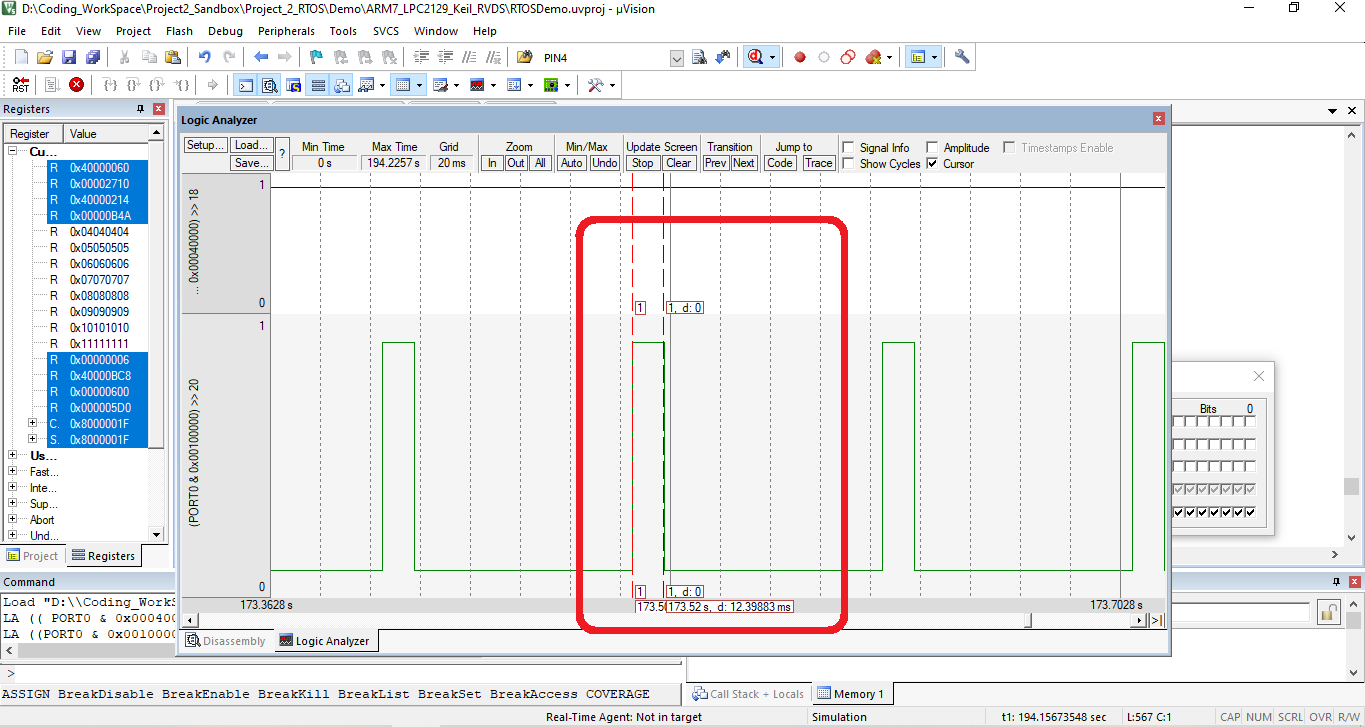 D:\Coding_WorkSpace\Project2_Sandbox\Project_2_RTOS\Demo\ARM7_LPC2129_Keil_RVDS\RTOSDemo.uvproj - µVision
File Edit View Project Flash Debug Peripherals Tools SVCS Window Help
PIN4
RST
Registers
Register Value
Cu...
R 0x40000060
R 0x00002710
R 0x40000214
R 0x00000B4A
R 0x04040404
R 0x05050505
R 0x06060606
R 0x07070707
R 0x08080808
R 0x09090909
R 0x10101010
R 0x11111111
R 0x00000006
R 0x40000BC8
R 0x00000600
R 0x000005D0
C. 0x8000001F
S. 0x8000001F
Us...
Fast...
Inte...
Sup...
Abort
Und...
Project Registers
Logic Analyzer
Setup... Load... ? Min Time Max Time Grid Zoom Min/Max Update Screen Transition Jump to Signal Info Amplitude Timestamps Enable
Save... 0 s 194.2257 s 20 ms In Out All Auto Undo Stop Clear Prev Next Code Trace Show Cycles Cursor
1
... 0x00040000) >> 18
0
1 1, d: 0
1
(PORT0 & 0x00100000) >> 20
0
1 1, d: 0
173.3628 s 173.5 173.52 s, d: 12.39883 ms 173.7028 s
Disassembly Logic Analyzer
Bits 0
Command
Load "D:\\Coding_WorkS
LA (( PORT0 & 0x000400
LA ((PORT0 & 0x0010000
>
ASSIGN BreakDisable BreakEnable BreakKill BreakList BreakSet BreakAccess COVERAGE
Call Stack + Locals Memory 1
Real-Time Agent: Not in target Simulation t1: 194.15673548 sec L:567 C:1 CAP NUM SCRL OVR R/W